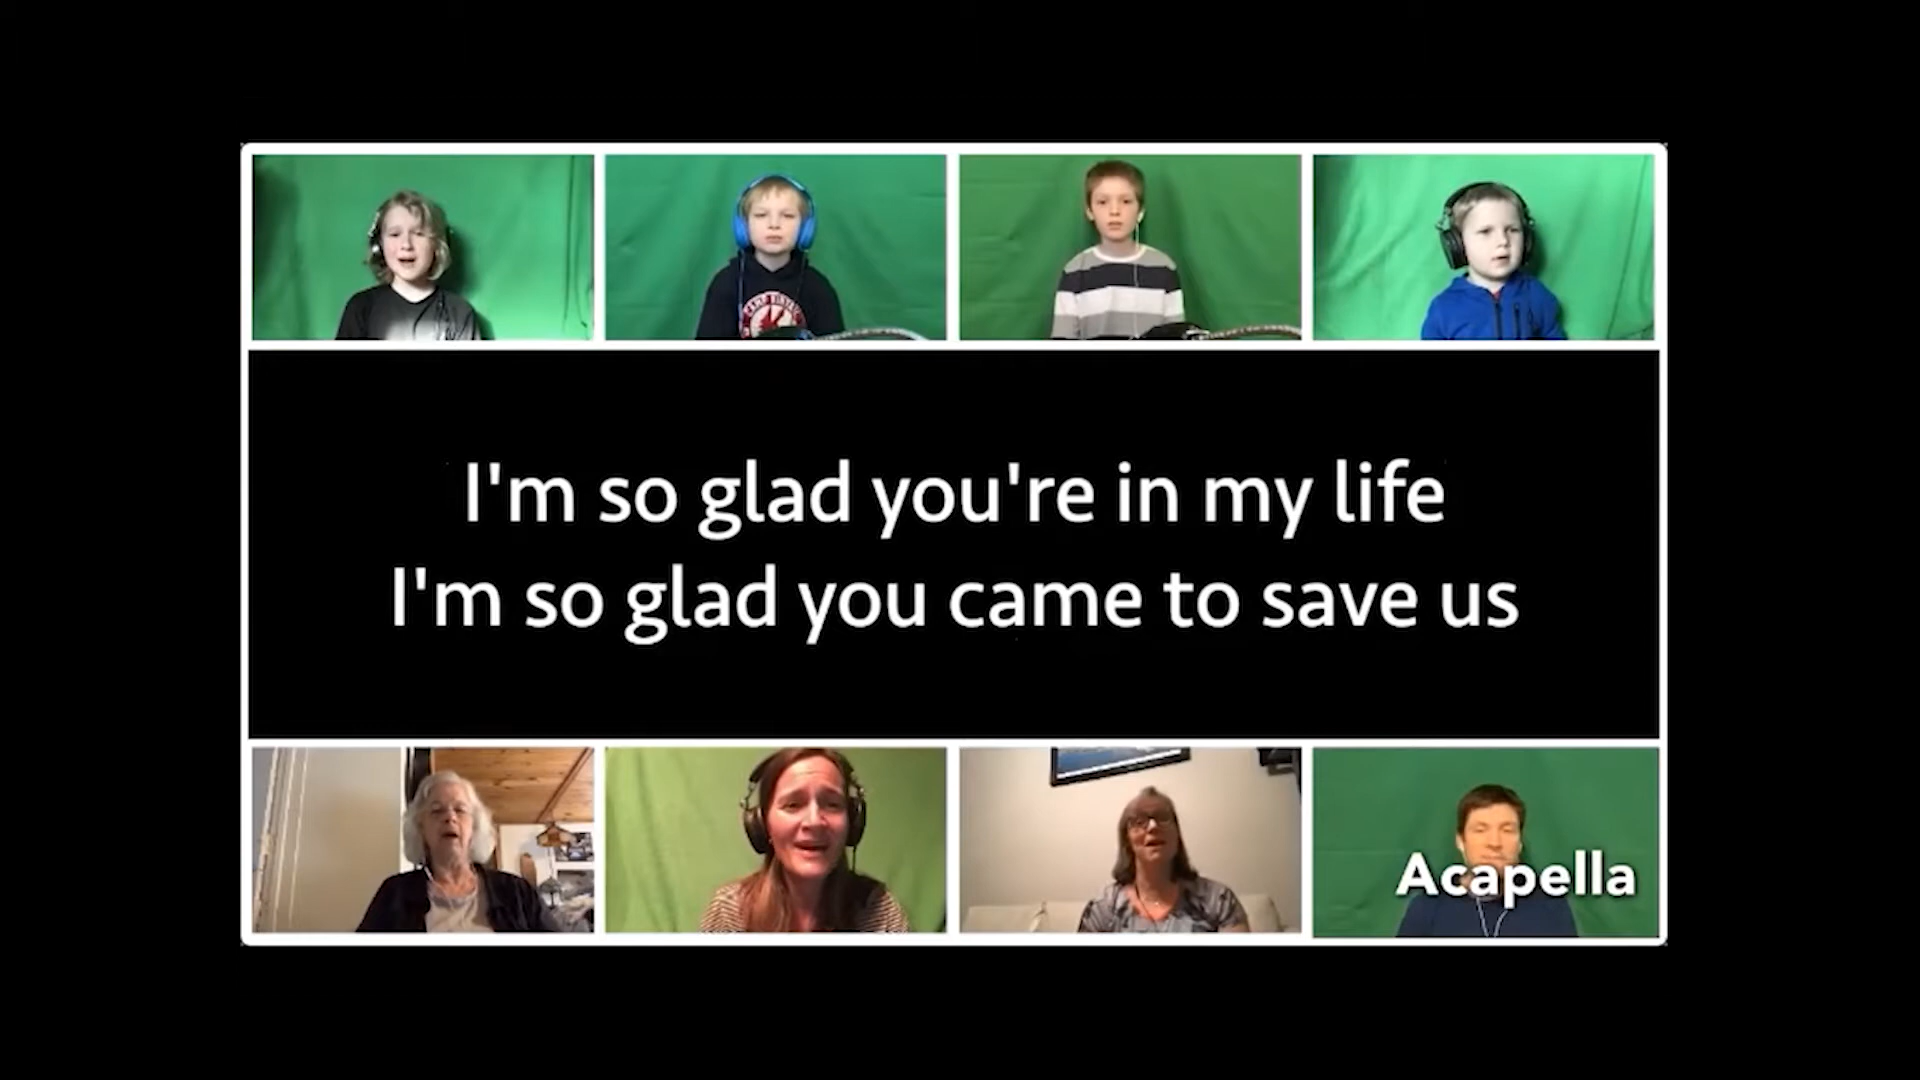 I'm so glad you're in my life
I'm so glad you came to save us
Acapella